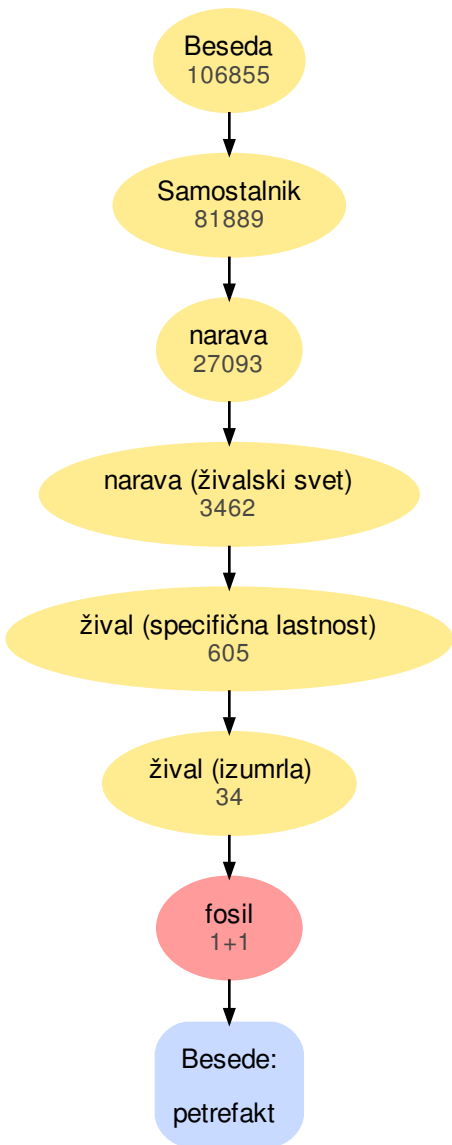 Beseda
106855
Samostalnik
81889
narava
27093
narava (živalski svet)
3462
žival (specifična lastnost)
605
žival (izumrla)
34
fosil
1+1
Besede:
petrefakt